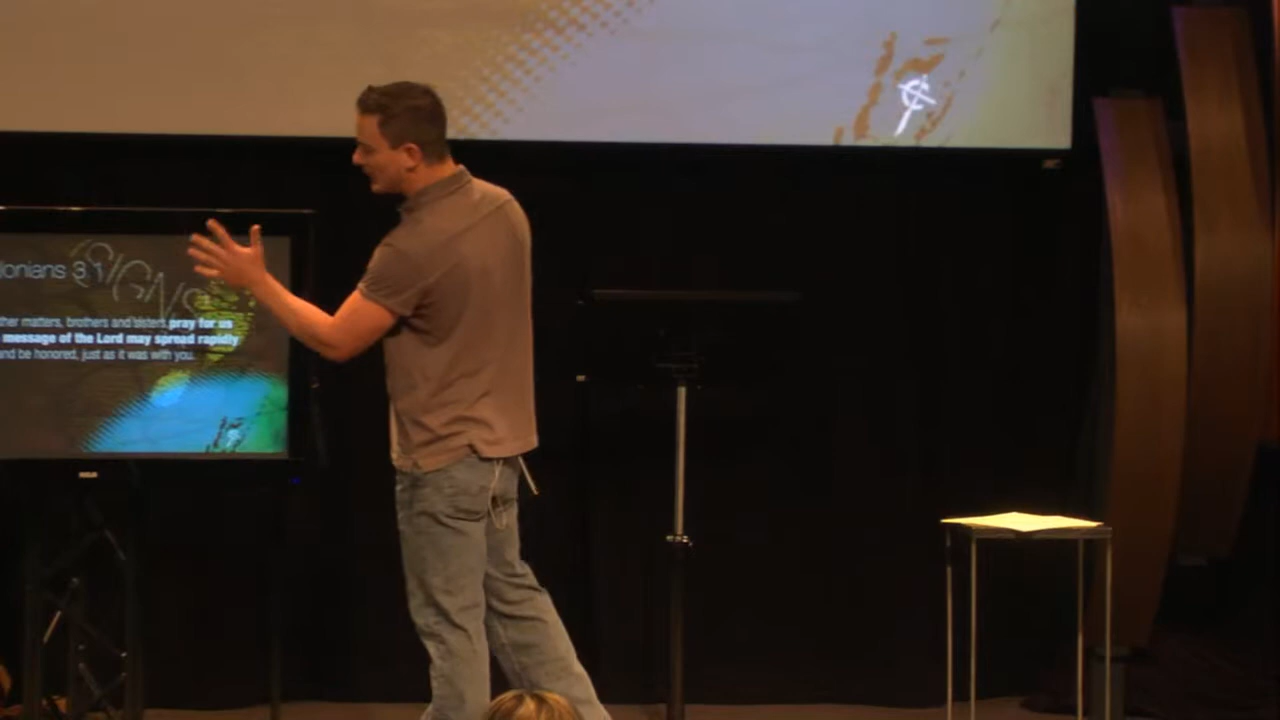 lonians 3:1
SIGNS
ther matters, brothers and sisters, pray for us
message of the Lord may spread rapidly
and be honored, just as it was with you.
RCA